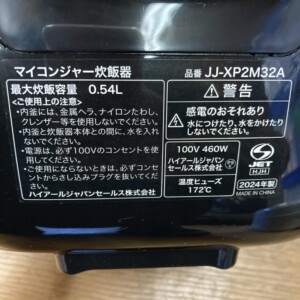 マイコンジャー炊飯器
品番 JJ-XP2M32A
最大炊飯容量 0.54L
<ご使用上の注意>
・内釜には、金属ヘラ、ナイロンたわし、
クレンザー等を使用しないでください。
・内釜と炊飯器本体との間に、水を入れ
ないでください。
・電源は、必ず100Vのコンセントを使用
してください。
・ご使用にならないときは、必ずコンセ
ントからさし込みプラグを抜いてくだ
さい。
警告
感電のおそれあり
水につけたり、水をかけたりしない
100V 460W
ハイアールジャパン
セールス株式会社
温度ヒューズ
172℃
ハイアールジャパンセールス株式会社
S
JET
HJH
2024年製
MADE IN CHINA